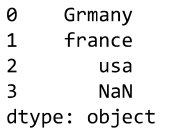 0 Grmany
1 france
2 usa
3 NaN
dtype: object